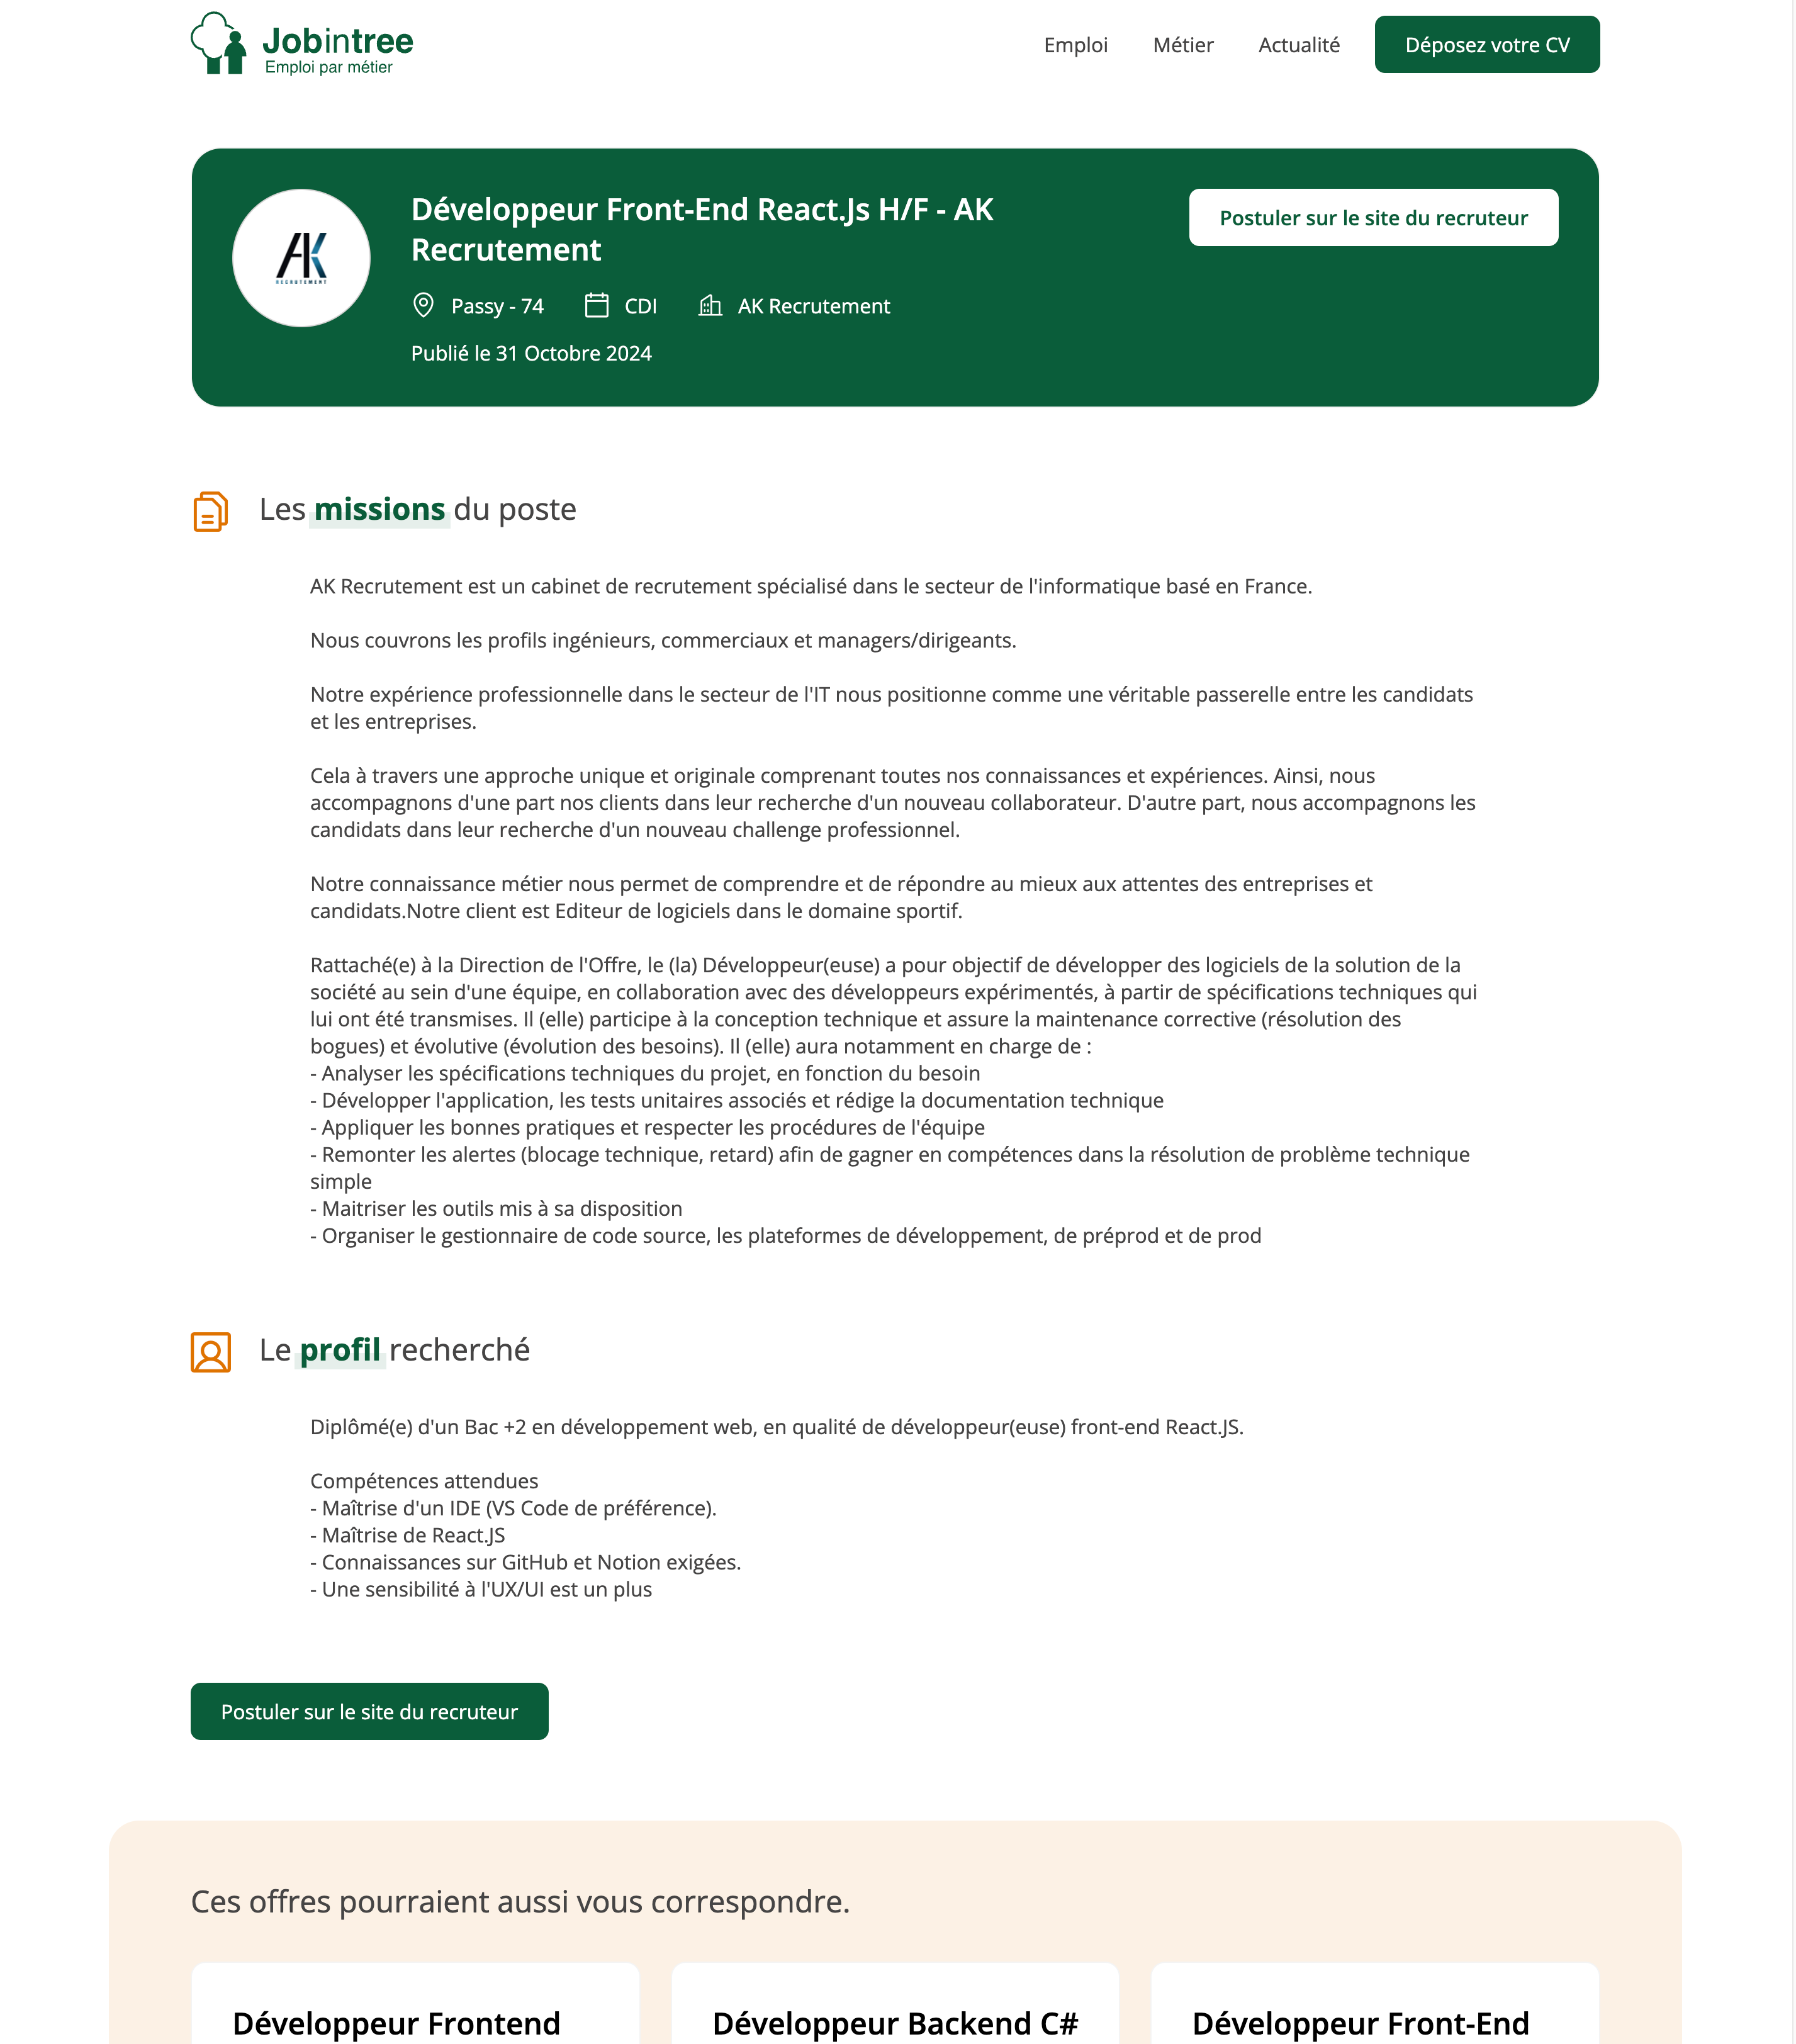 Jobintree
Emploi par métier
Emploi
Métier
Actualité
Déposez votre CV
AK
RECRUTEMENT
Développeur Front-End React.Js H/F - AK
Recrutement
Postuler sur le site du recruteur
Passy - 74
CDI
AK Recrutement
Publié le 31 Octobre 2024
Les missions du poste
AK Recrutement est un cabinet de recrutement spécialisé dans le secteur de l'informatique basé en France.
Nous couvrons les profils ingénieurs, commerciaux et managers/dirigeants.
Notre expérience professionnelle dans le secteur de l'IT nous positionne comme une véritable passerelle entre les candidats
et les entreprises.
Cela à travers une approche unique et originale comprenant toutes nos connaissances et expériences. Ainsi, nous
accompagnons d'une part nos clients dans leur recherche d'un nouveau collaborateur. D'autre part, nous accompagnons les
candidats dans leur recherche d'un nouveau challenge professionnel.
Notre connaissance métier nous permet de comprendre et de répondre au mieux aux attentes des entreprises et
candidats.Notre client est Editeur de logiciels dans le domaine sportif.
Rattaché(e) à la Direction de l'Offre, le (la) Développeur(euse) a pour objectif de développer des logiciels de la solution de la
société au sein d'une équipe, en collaboration avec des développeurs expérimentés, à partir de spécifications techniques qui
lui ont été transmises. Il (elle) participe à la conception technique et assure la maintenance corrective (résolution des
bogues) et évolutive (évolution des besoins). Il (elle) aura notamment en charge de :
- Analyser les spécifications techniques du projet, en fonction du besoin
- Développer l'application, les tests unitaires associés et rédige la documentation technique
- Appliquer les bonnes pratiques et respecter les procédures de l'équipe
- Remonter les alertes (blocage technique, retard) afin de gagner en compétences dans la résolution de problème technique
simple
- Maitriser les outils mis à sa disposition
- Organiser le gestionnaire de code source, les plateformes de développement, de préprod et de prod
Le profil recherché
Diplômé(e) d'un Bac +2 en développement web, en qualité de développeur(euse) front-end React.JS.
Compétences attendues
- Maîtrise d'un IDE (VS Code de préférence).
- Maîtrise de React.JS
- Connaissances sur GitHub et Notion exigées.
- Une sensibilité à l'UX/UI est un plus
Postuler sur le site du recruteur
Ces offres pourraient aussi vous correspondre.
Développeur Frontend
Développeur Backend C#
Développeur Front-End